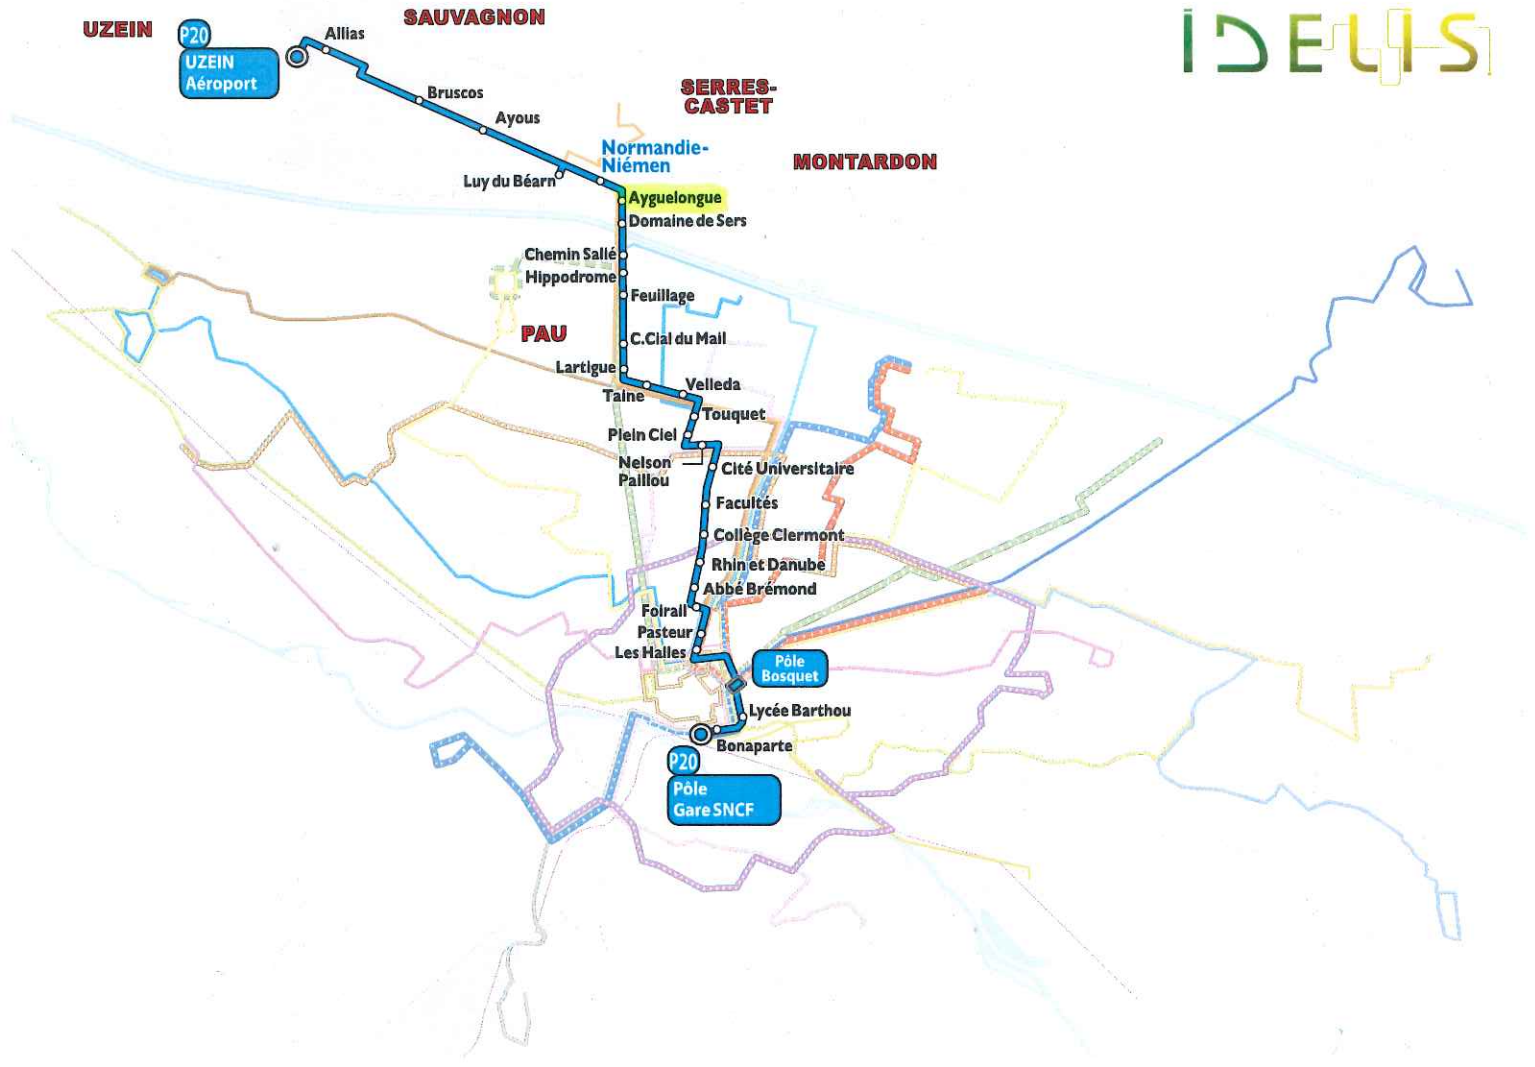 IDELIS
SAUVAGNON
UZEIN
P20
UZEIN
Aéroport
Allias
SERRES-
CASTET
Bruscos
Ayous
Normandie-
Niémen
MONTARDON
Luy du Béarn
Ayguelongue
Domaine de Sers
Chemin Sallé
Hippodrome
Feuillage
PAU
C.Cial du Mail
Lartigue
Velleda
Taine
Touquet
Plein Ciel
Nelson
Paillou
Cité Universitaire
Facultés
Collège Clermont
Rhin et Danube
Abbé Brémond
Foirail
Pasteur
Les Halles
Pôle
Bosquet
Lycée Barthou
Bonaparte
P20
Pôle
Gare SNCF